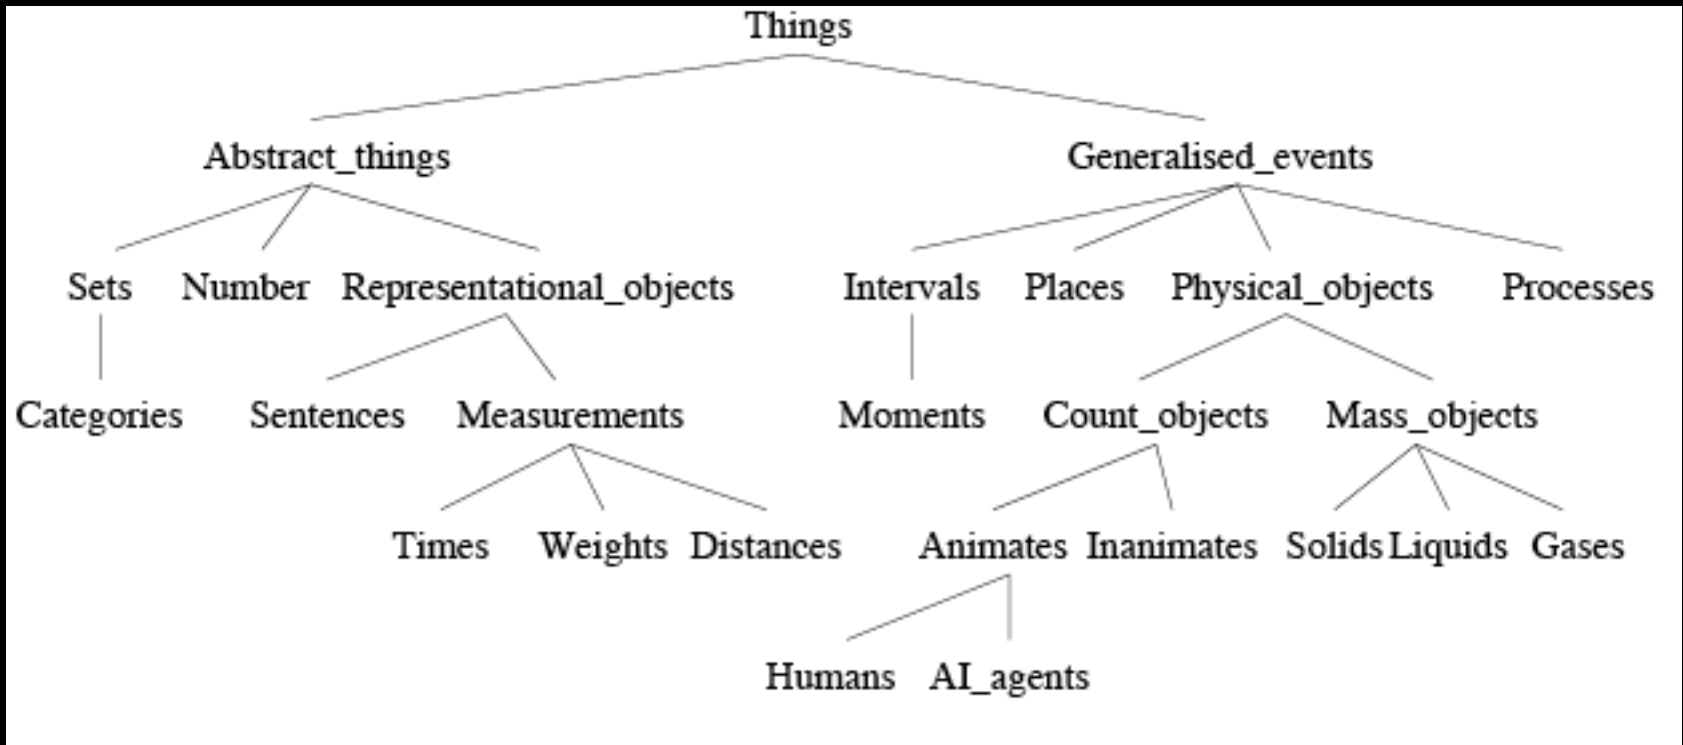 Things
Abstract_things Generalised_events
Sets Number Representational_objects Intervals Places Physical_objects Processes
Categories Sentences Measurements Moments Count_objects Mass_objects
Times Weights Distances Animates Inanimates Solids Liquids Gases
Humans AI_agents